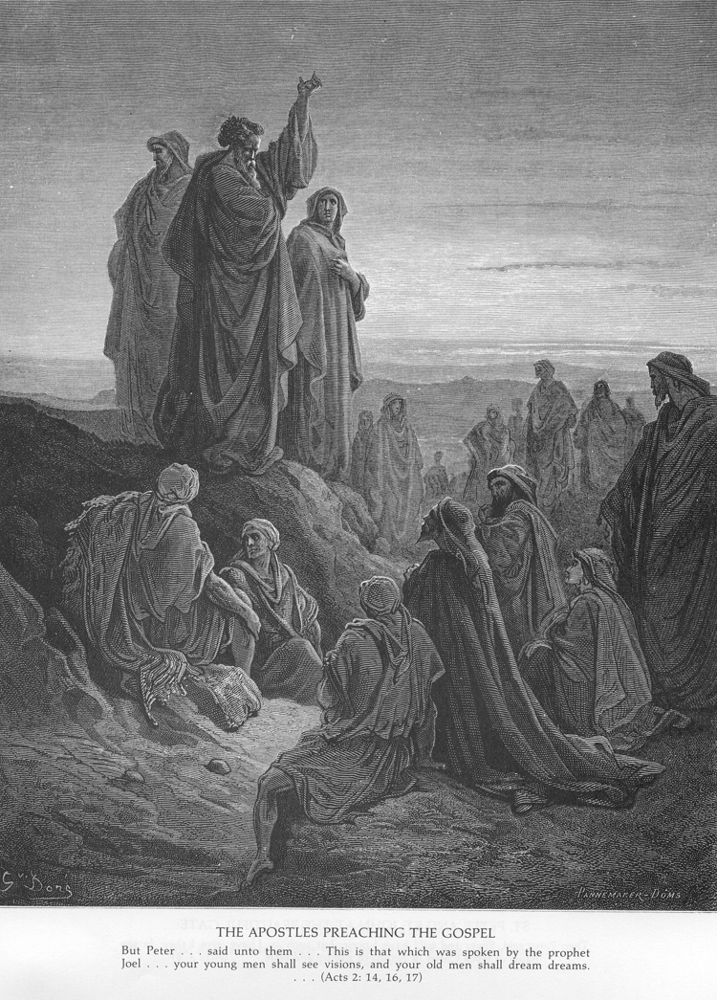 Gve Doré
PANNEMAKER-DOMS
THE APOSTLES PREACHING THE GOSPEL
But Peter . . . said unto them . . . This is that which was spoken by the prophet
Joel . . . your young men shall see visions, and your old men shall dream dreams.
. . . (Acts 2: 14, 16, 17)